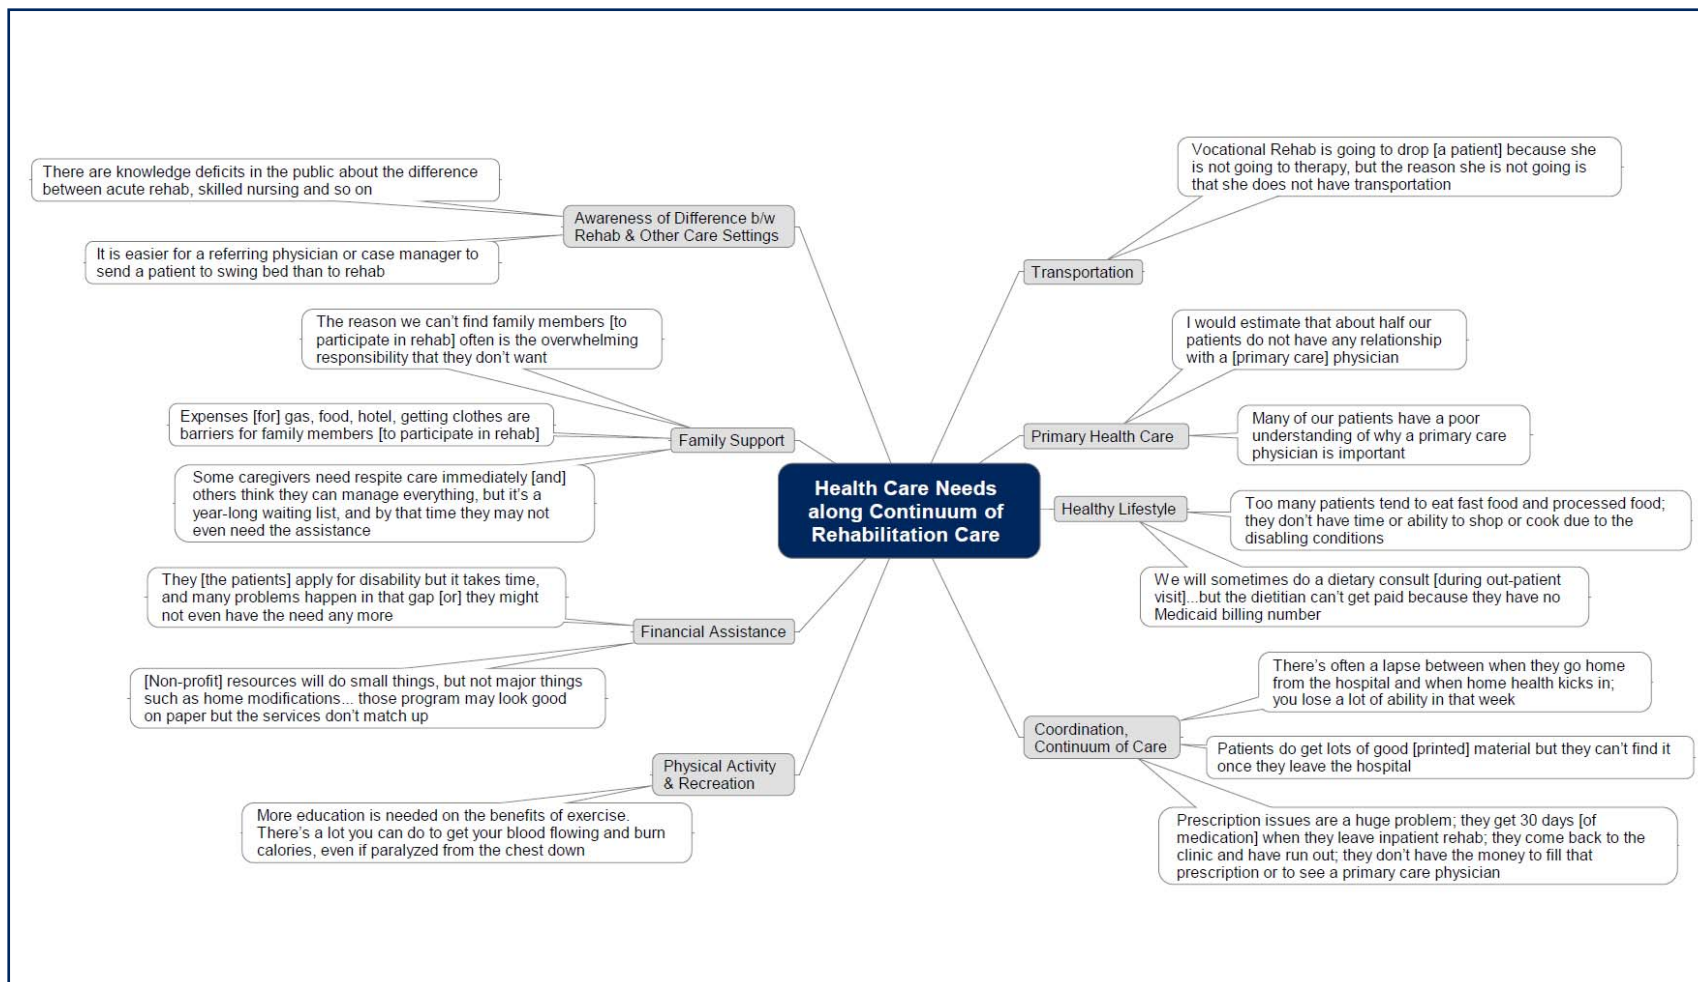 There are knowledge deficits in the public about the difference
between acute rehab, skilled nursing and so on
Awareness of Difference b/w
Rehab & Other Care Settings
It is easier for a referring physician or case manager to
send a patient to swing bed than to rehab
The reason we can't find family members [to
participate in rehab] often is the overwhelming
responsibility that they don't want
Expenses [for] gas, food, hotel, getting clothes are
barriers for family members [to participate in rehab]
Family Support
Some caregivers need respite care immediately [and]
others think they can manage everything, but it's a
year-long waiting list, and by that time they may not
even need the assistance
They [the patients] apply for disability but it takes time,
and many problems happen in that gap [or] they might
not even have the need any more
Financial Assistance
[Non-profit] resources will do small things, but not major things
such as home modifications... those program may look good
on paper but the services don't match up
Physical Activity
& Recreation
More education is needed on the benefits of exercise.
There's a lot you can do to get your blood flowing and burn
calories, even if paralyzed from the chest down
Health Care Needs
along Continuum of
Rehabilitation Care
Vocational Rehab is going to drop [a patient] because she
is not going to therapy, but the reason she is not going is
that she does not have transportation
Transportation
I would estimate that about half our
patients do not have any relationship
with a [primary care] physician
Primary Health Care
Many of our patients have a poor
understanding of why a primary care
physician is important
Healthy Lifestyle
Too many patients tend to eat fast food and processed food;
they don't have time or ability to shop or cook due to the
disabling conditions
We will sometimes do a dietary consult [during out-patient
visit]...but the dietitian can't get paid because they have no
Medicaid billing number
There's often a lapse between when they go home
from the hospital and when home health kicks in;
you lose a lot of ability in that week
Coordination,
Continuum of Care
Patients do get lots of good [printed] material but they can't find it
once they leave the hospital
Prescription issues are a huge problem; they get 30 days [of
medication] when they leave inpatient rehab; they come back to the
clinic and have run out; they don't have the money to fill that
prescription or to see a primary care physician